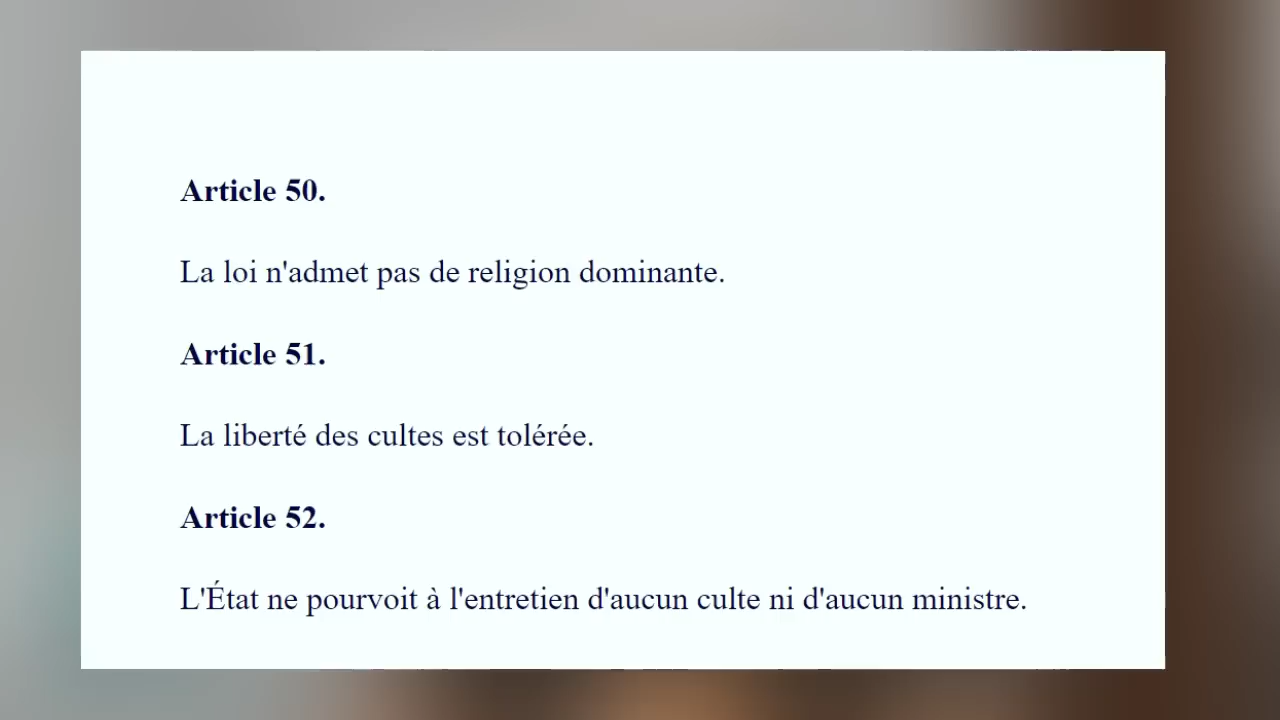 Article 50.
La loi n'admet pas de religion dominante.
Article 51.
La liberté des cultes est tolérée.
Article 52.
L'État ne pourvoit à l'entretien d'aucun culte ni d'aucun ministre.